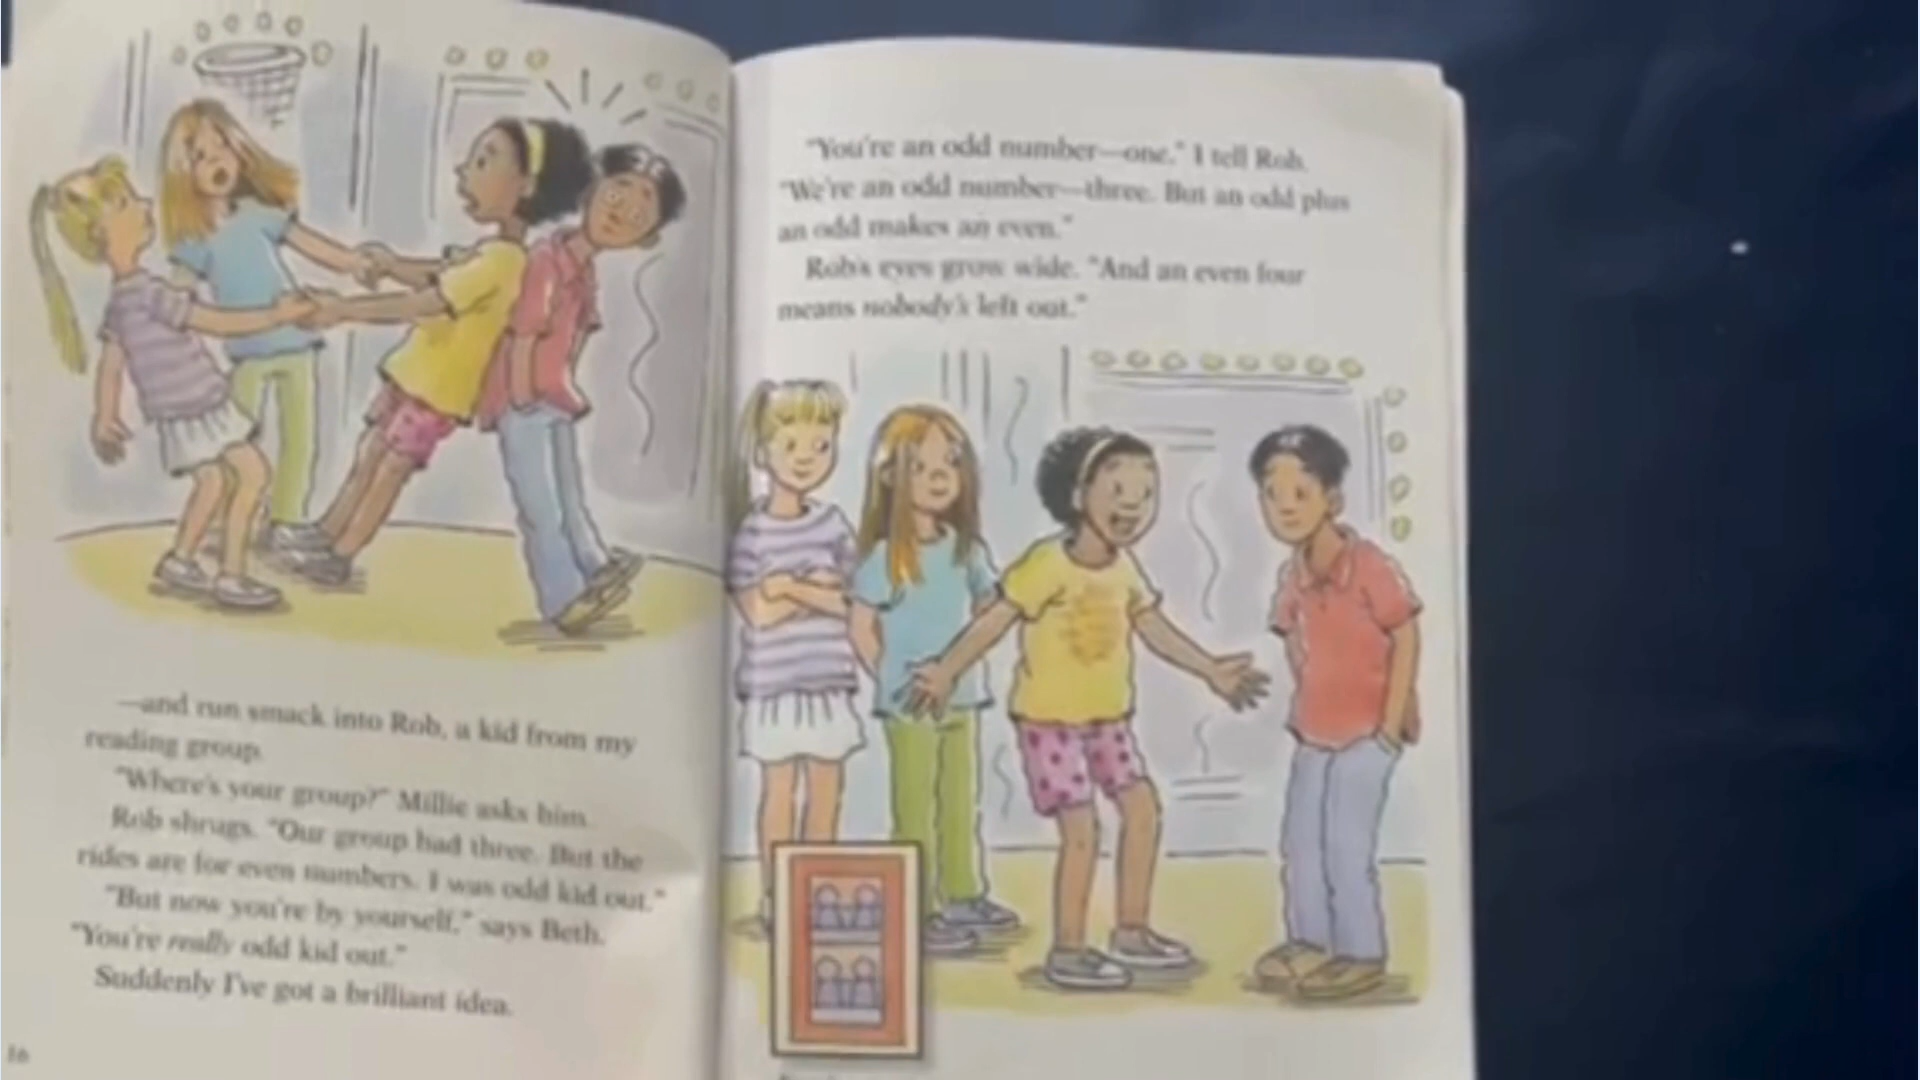 —and run smack into Rob, a kid from my
reading group.
"Where's your group?" Millie asks him.
Rob shrugs. "Our group had three. But the
rides are for even numbers. I was odd kid out."
"But now you're by yourself," says Beth.
"You're really odd kid out."
Suddenly I've got a brilliant idea.
16
"You're an odd number—one," I tell Rob.
"We're an odd number—three. But an odd plus
an odd makes an even."
Rob's eyes grow wide. "And an even four
means nobody's left out."